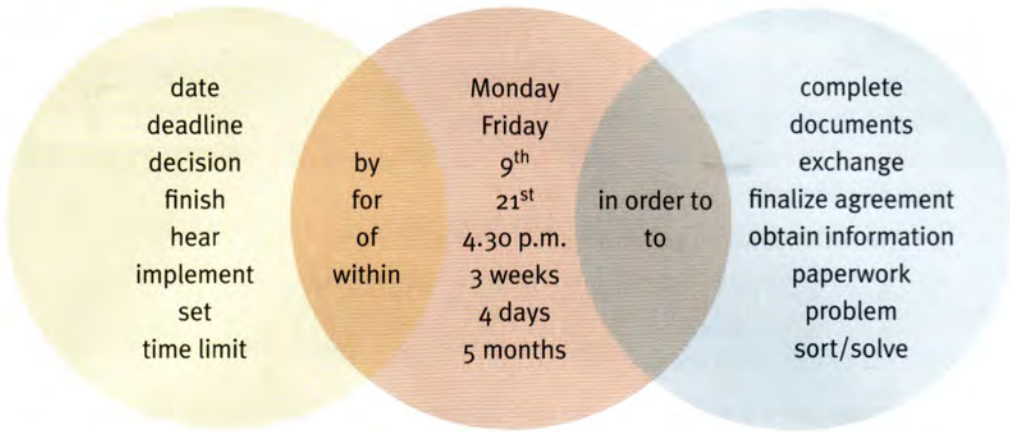 date
deadline
decision
finish
hear
implement
set
time limit
by
for
of
within
Monday
Friday
9th
21st
4.30 p.m.
3 weeks
4 days
5 months
in order to
to
complete
documents
exchange
finalize agreement
obtain information
paperwork
problem
sort/solve